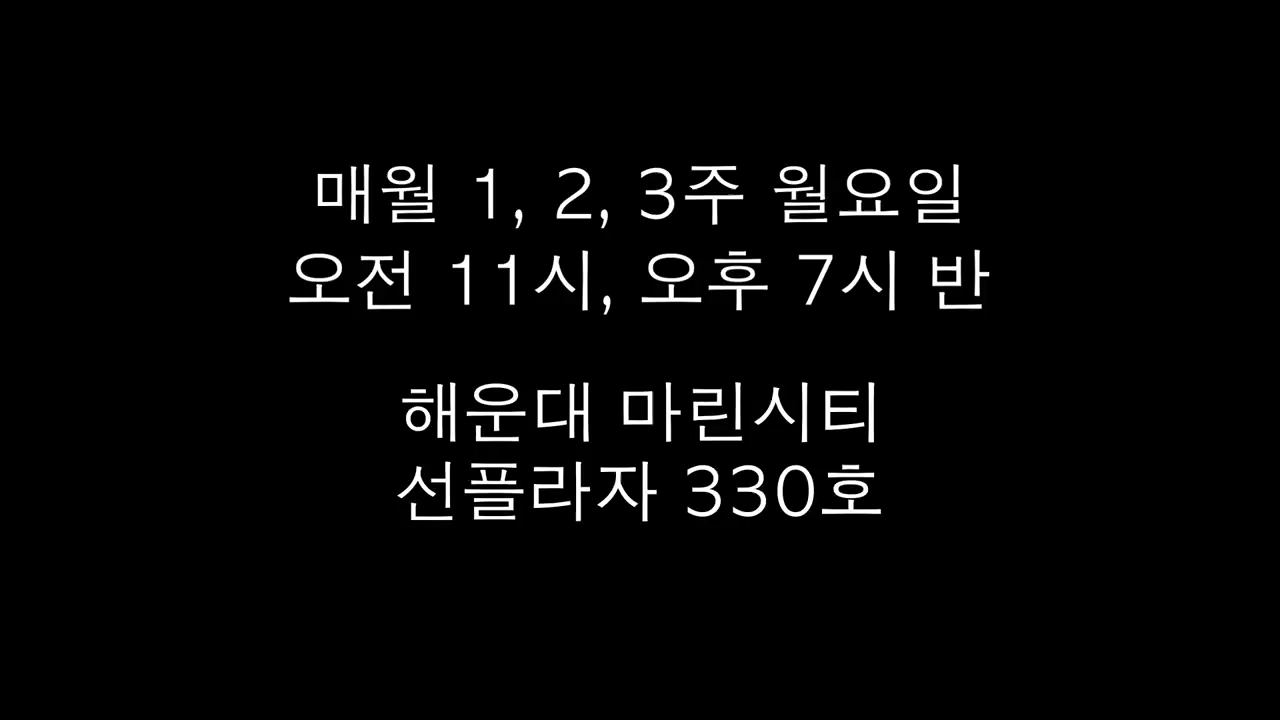 매월 1, 2, 3주 월요일
오전 11시, 오후 7시 반
해운대 마린시티
선플라자 330호